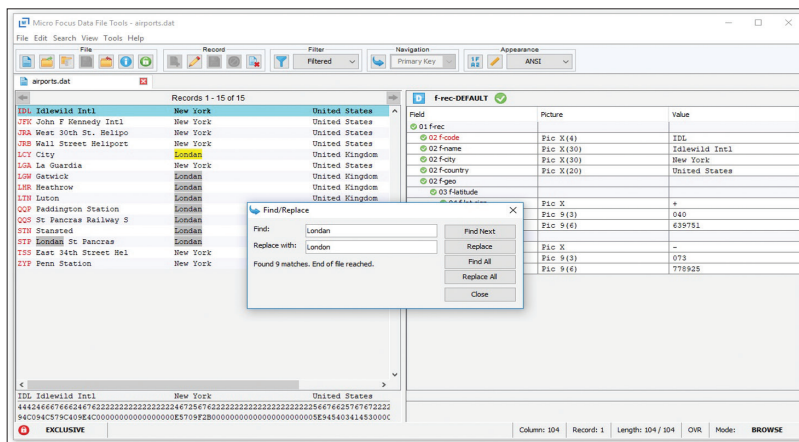 Micro Focus Data File Tools - airports.dat
File Edit Search View Tools Help
File Record Filter Navigation Appearance
Filtered Primary Key ANSI
airports.dat
Records 1 - 15 of 15
IDL Idlewild Intl New York United States
JFK John F Kennedy Intl New York United States
JRA West 30th St. Helipo New York United States
JRB Wall Street Heliport New York United States
LCY City Londan United Kingdom
LGA La Guardia New York United States
LGW Gatwick Londan United Kingdom
LHR Heathrow Londan United Kingdom
LTN Luton Londan United Kingdom
QQP Paddington Station Londan
QQS St Pancras Railway S Londan
STN Stansted Londan
STP Londan St Pancras Londan
TSS East 34th Street Hel New York
ZYP Penn Station New York
IDL Idlewild Intl New York United States
EXCLUSIVE
D f-rec-DEFAULT
Field Picture Value
01 f-rec
02 f-code Pic X(4) IDL
02 f-name Pic X(30) Idlewild Intl
02 f-city Pic X(30) New York
02 f-country Pic X(20) United States
02 f-geo
03 f-latitude
Pic X +
Pic 9(3) 040
Pic 9(6) 639751
Pic X -
Pic 9(3) 073
Pic 9(6) 778925
Find/Replace
Find: Londan
Replace with: London
Found 9 matches. End of file reached.
Find Next
Replace
Find All
Replace All
Close
Column: 104 Record: 1 Length: 104 / 104 OVR Mode: BROWSE